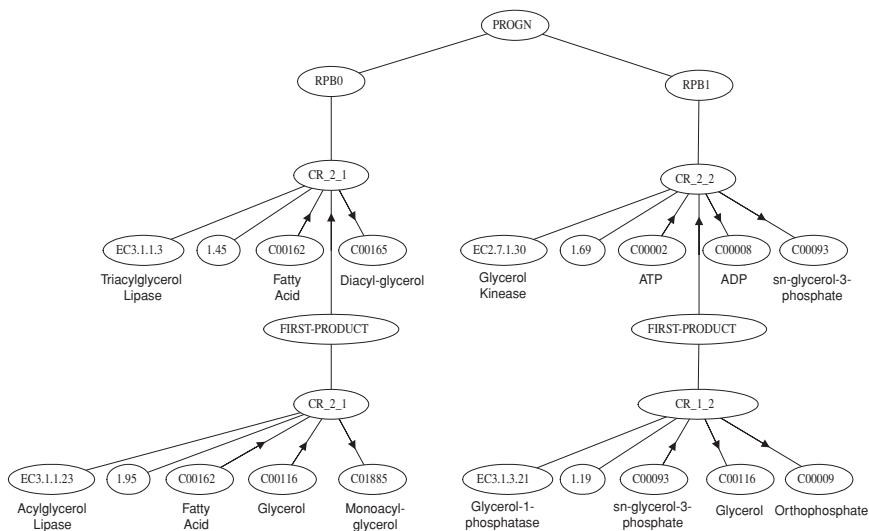 PROGN
RPB0
RPB1
CR_2_1
CR_2_2
EC3.1.1.3
1.45
C00162
C00165
EC2.7.1.30
1.69
C00002
C00008
C00093
Triacylglycerol
Lipase
Fatty
Acid
Diacyl-glycerol
Glycerol
Kinease
ATP
ADP
sn-glycerol-3-
phosphate
FIRST-PRODUCT
FIRST-PRODUCT
CR_2_1
CR_1_2
EC3.1.1.23
1.95
C00162
C00116
C01885
EC3.1.3.21
1.19
C00093
C00116
C00009
Acylglycerol
Lipase
Fatty
Acid
Glycerol
Monoacyl-
glycerol
Glycerol-1-
phosphatase
sn-glycerol-3-
phosphate
Glycerol
Orthophosphate